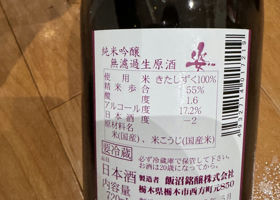 純米吟醸
無濾過生原酒
姿
使用米 きたしずく100%
精米歩合 55%
酸度 1.6
アルコール度 17.2%
日本酒度 -2
原材料名
米(国産)、米こうじ(国産米)
要冷蔵
必ず冷蔵庫で保管して下さい。
お酒は20歳になってから。
日本酒
製造者 飯沼銘醸株式会社
栃木県栃木市西方町元850
内容量